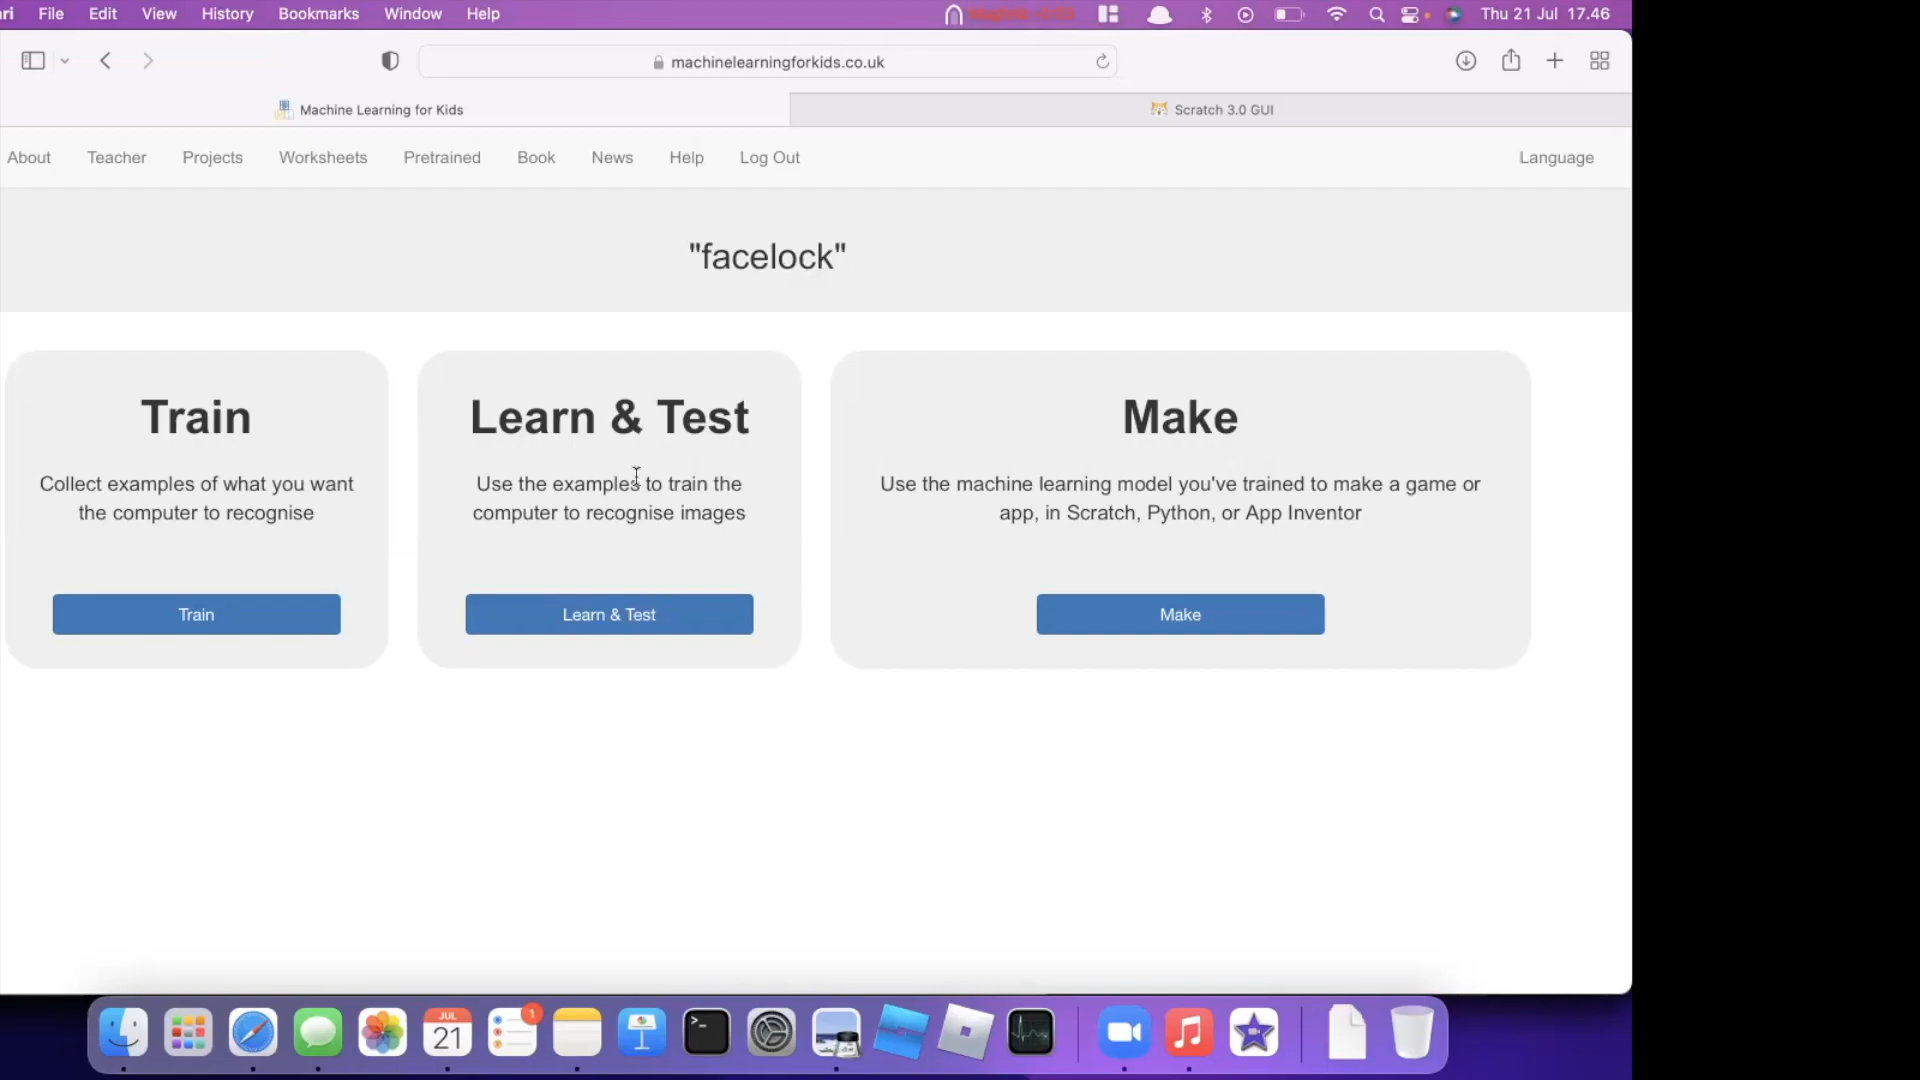 File Edit View History Bookmarks Window Help Thu 21 Jul 17.46
machinelearningforkids.co.uk
Machine Learning for Kids Scratch 3.0 GUI
About Teacher Projects Worksheets Pretrained Book News Help Log Out Language
"facelock"
Train
Collect examples of what you want
the computer to recognise
Train
Learn & Test
Use the examples to train the
computer to recognise images
Learn & Test
Make
Use the machine learning model you've trained to make a game or
app, in Scratch, Python, or App Inventor
Make
JUL
21
1